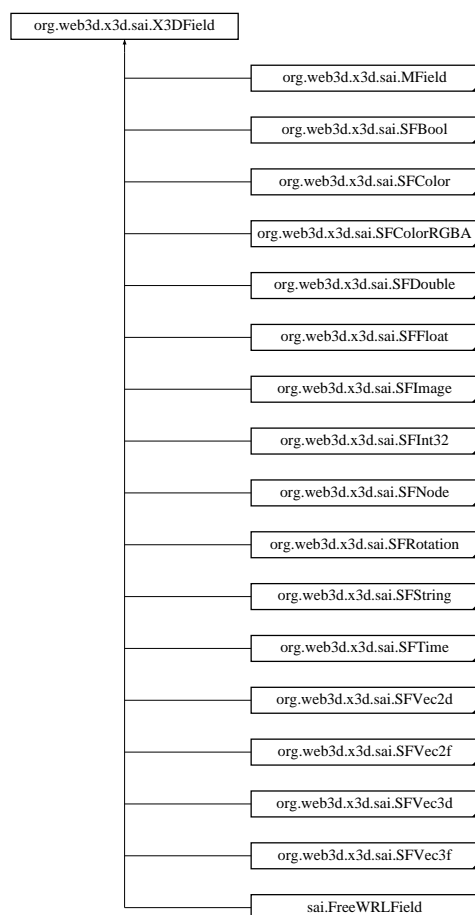 org.web3d.x3d.sai.X3DField
org.web3d.x3d.sai.MField
org.web3d.x3d.sai.SFBool
org.web3d.x3d.sai.SFColor
org.web3d.x3d.sai.SFColorRGBA
org.web3d.x3d.sai.SFDouble
org.web3d.x3d.sai.SFFloat
org.web3d.x3d.sai.SFImage
org.web3d.x3d.sai.SFInt32
org.web3d.x3d.sai.SFNode
org.web3d.x3d.sai.SFRotation
org.web3d.x3d.sai.SFString
org.web3d.x3d.sai.SFTime
org.web3d.x3d.sai.SFVec2d
org.web3d.x3d.sai.SFVec2f
org.web3d.x3d.sai.SFVec3d
org.web3d.x3d.sai.SFVec3f
sai.FreeWRLField